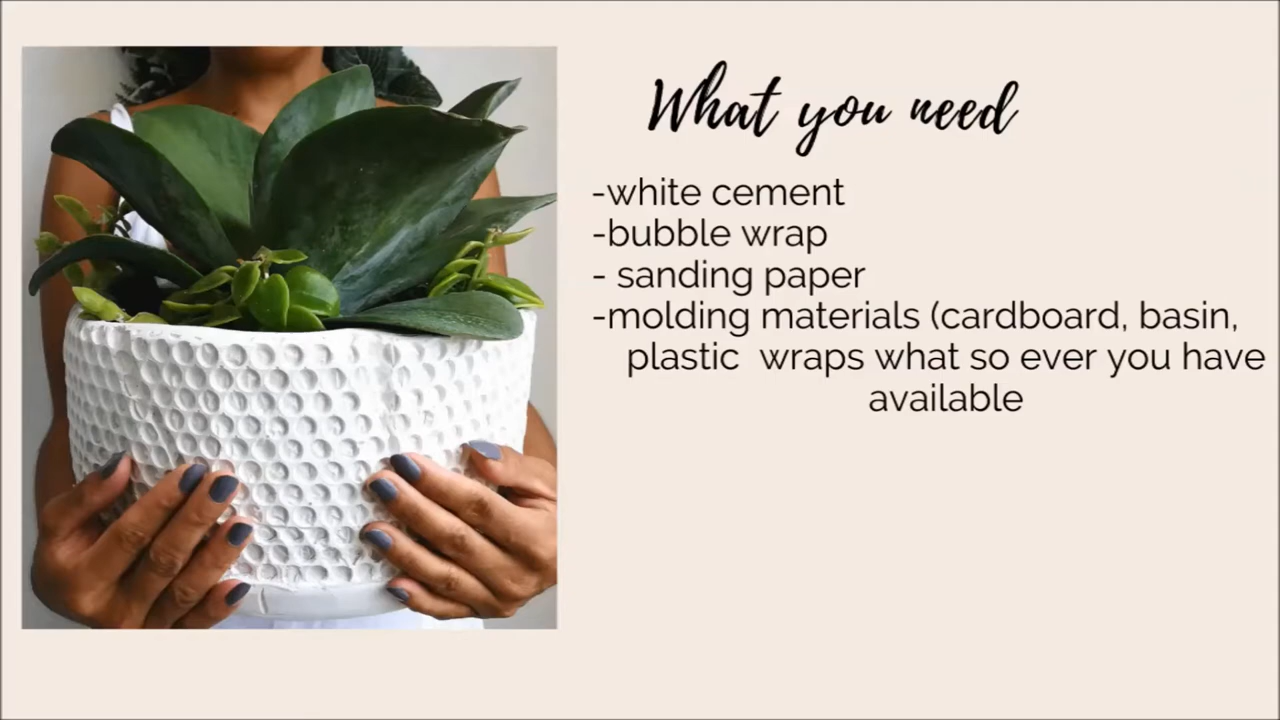 What you need
-white cement
-bubble wrap
- sanding paper
-molding materials (cardboard, basin,
plastic  wraps what so ever you have
available